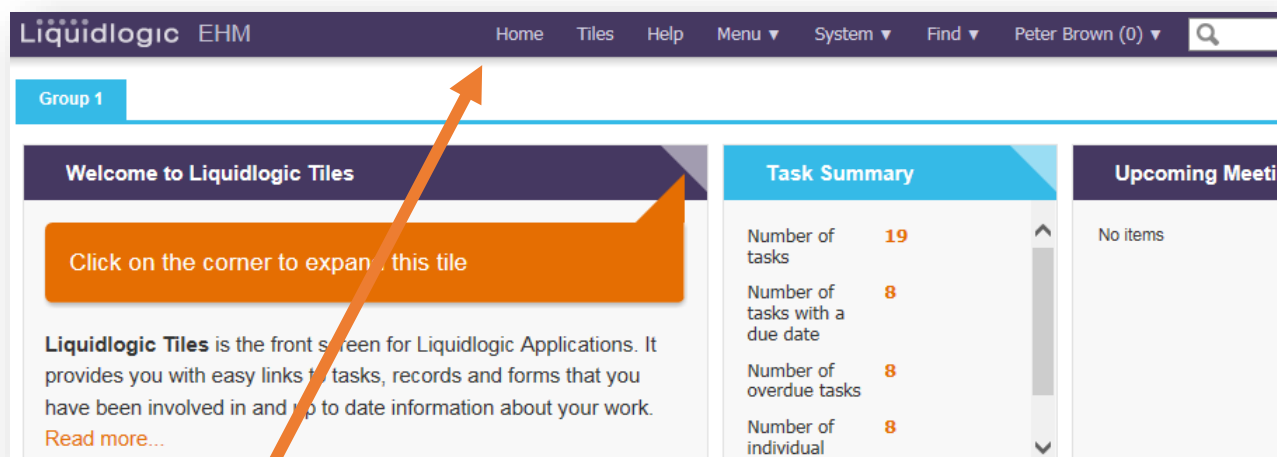 Liquidlogic EHM Home Tiles Help Menu ▼ System ▼ Find ▼ Peter Brown (0) ▼
Group 1
Welcome to Liquidlogic Tiles
Click on the corner to expand this tile
Liquidlogic Tiles is the front screen for Liquidlogic Applications. It
provides you with easy links to tasks, records and forms that you
have been involved in and up to date information about your work.
Read more...
Task Summary
Number of 19
tasks
Number of 8
tasks with a
due date
Number of 8
overdue tasks
Number of 8
individual
Upcoming
No items